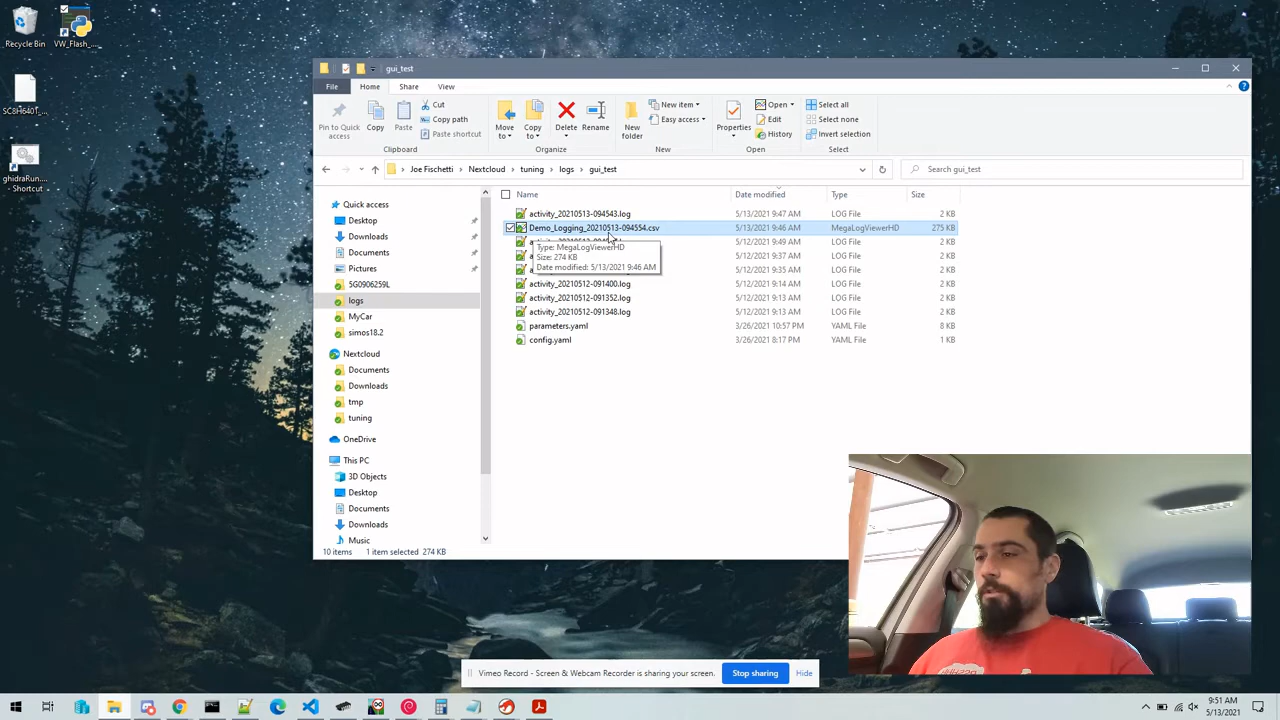 Recycle Bin
VW_Flash_...
SC8H640T_...
ghidraRun... Shortcut
gui_test
File
Home
Share
View
Pin to Quick access
Copy
Paste
Cut
Copy path
Paste shortcut
Clipboard
Move to
Copy to
Delete
Rename
Organize
New folder
New item
Easy access
New
Properties
Open
Edit
History
Open
Select all
Select none
Invert selection
Select
Joe Fischetti > Nextcloud > tuning > logs > gui_test
Search gui_test
Name
Date modified
Type
Size
activity_20210513-094543.log 5/13/2021 9:47 AM LOG File 2 KB
Demo_Logging_20210513-094554.csv 5/13/2021 9:46 AM MegaLogViewerHD 275 KB
5/12/2021 9:49 AM LOG File 2 KB
5/12/2021 9:37 AM LOG File 2 KB
5/12/2021 9:35 AM LOG File 2 KB
Type: MegaLogViewerHD
Size: 274 KB
Date modified: 5/13/2021 9:46 AM
activity_20210512-091400.log 5/12/2021 9:14 AM LOG File 2 KB
activity_20210512-091352.log 5/12/2021 9:13 AM LOG File 2 KB
activity_20210512-091348.log 5/12/2021 9:13 AM LOG File 2 KB
parameters.yaml 3/26/2021 10:57 PM YAML File 8 KB
config.yaml 3/26/2021 3:17 PM YAML File 1 KB
Quick access
Desktop
Downloads
Documents
Pictures
5G0906259L
logs
MyCar
simos18.2
Nextcloud
Documents
Downloads
tmp
tuning
OneDrive
This PC
3D Objects
Desktop
Documents
Downloads
Music
10 items 1 item selected 274 KB
Vimeo Record - Screen & Webcam Recorder is sharing your screen.
Stop sharing
Hide
9:51 AM
5/13/2021